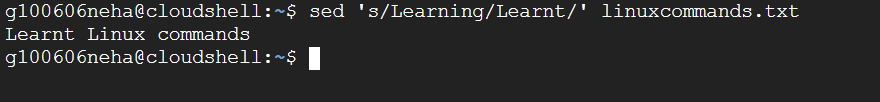 g100606neha@cloudshell:~$ sed 's/Learning/Learnt/' linuxcommands.txt
Learnt Linux commands
g100606neha@cloudshell:~$